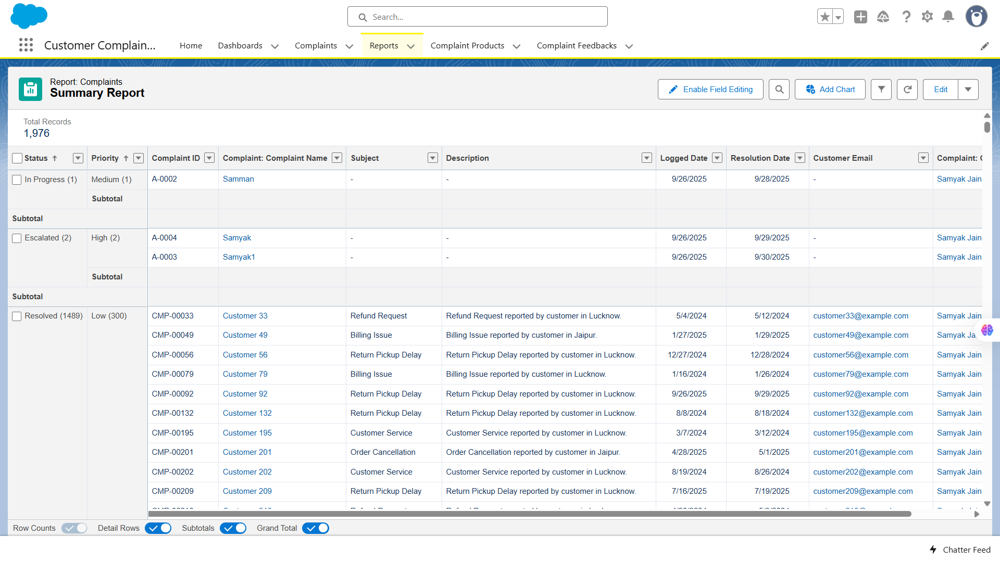 Search...
Customer Complain...
Home Dashboards Complaints Reports Complaint Products Complaint Feedbacks
Report: Complaints
Summary Report
Enable Field Editing Add Chart Edit
Total Records
1,976
Status Priority Complaint ID Complaint: Complaint Name Subject Description Logged Date Resolution Date Customer Email Complaint:
In Progress (1) Medium (1) A-0002 Samman - - 9/26/2025 9/28/2025 - Samyak Jain
Subtotal
Subtotal
Escalated (2) High (2) A-0004 Samyak - - 9/26/2025 9/29/2025 - Samyak Jain
A-0003 Samyak1 - - 9/26/2025 9/30/2025 - Samyak Jain
Subtotal
Subtotal
Resolved (1489) Low (300) CMP-00033 Customer 33 Refund Request Refund Request reported by customer in Lucknow. 5/4/2024 5/12/2024 customer33@example.com Samyak Jain
CMP-00049 Customer 49 Billing Issue Billing Issue reported by customer in Jaipur. 1/27/2025 1/29/2025 customer49@example.com Samyak Ja
CMP-00056 Customer 56 Return Pickup Delay Return Pickup Delay reported by customer in Lucknow. 12/27/2024 12/28/2024 customer56@example.com Samyak Jain
CMP-00079 Customer 79 Billing Issue Billing Issue reported by customer in Lucknow. 1/16/2024 1/26/2024 customer79@example.com Samyak Jain
CMP-00092 Customer 92 Return Pickup Delay Return Pickup Delay reported by customer in Lucknow. 9/26/2025 9/29/2025 customer92@example.com Samyak Jain
CMP-00132 Customer 132 Return Pickup Delay Return Pickup Delay reported by customer in Lucknow. 8/8/2024 8/18/2024 customer132@example.com Samyak Jain
CMP-00195 Customer 195 Customer Service Customer Service reported by customer in Lucknow. 3/7/2024 3/12/2024 customer195@example.com Samyak Jain
CMP-00201 Customer 201 Order Cancellation Order Cancellation reported by customer in Jaipur. 4/28/2025 5/1/2025 customer201@example.com Samyak Jain
CMP-00202 Customer 202 Customer Service Customer Service reported by customer in Lucknow. 8/19/2024 8/26/2024 customer202@example.com Samyak Jain
CMP-00209 Customer 209 Return Pickup Delay Return Pickup Delay reported by customer in Lucknow. 7/16/2025 7/19/2025 customer209@example.com Samyak Jain
Row Counts Detail Rows Subtotals Grand Total
Chatter Feed